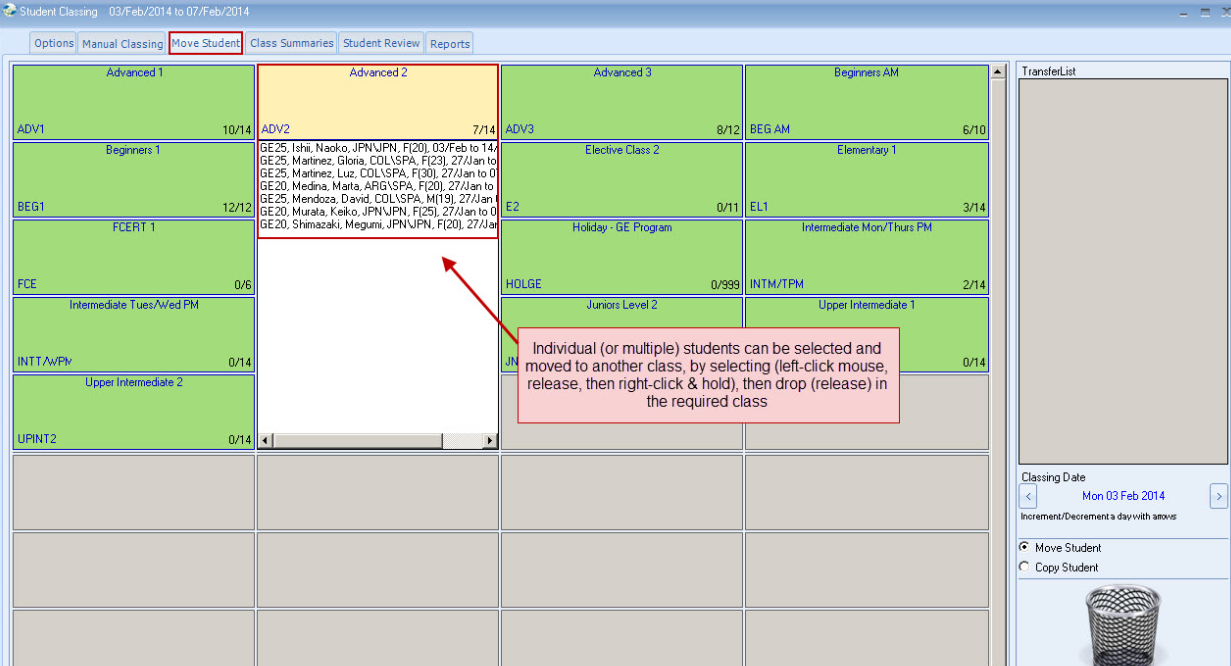 Student Classing 03/Feb/2014 to 07/Feb/2014
Options Manual Classing Move Student Class Summaries Student Review Reports
Advanced 1
ADV1 10/14
Advanced 2
ADV2 7/14
Advanced 3
ADV3 8/12
Beginners AM
BEG AM 6/10
Beginners 1
BEG1 12/12
GE25, Ishii, Naoko, JPN\JPN, F(20), 03/Feb to 14/
GE25, Martinez, Gloria, COL\SPA, F(23), 27/Jan to
GE25, Martinez, Luz, COL\SPA, F(30), 27/Jan to 0
GE20, Medina, Marta, ARG\SPA, F(20), 27/Jan to
GE25, Mendoza, David, COL\SPA, M(19), 27/Jan
GE20, Murata, Keiko, JPN\JPN, F(25), 27/Jan to 0
GE20, Shimazaki, Megumi, JPN\JPN, F(20), 27/Jan
Elective Class 2
E2 0/11
Elementary 1
EL1 3/14
FCERT 1
FCE 0/6
Holiday - GE Program
HOLGE 0/999
Intermediate Mon/Thurs PM
INTM/TPM 2/14
Intermediate Tues/Wed PM
INTT/WPM 0/14
Juniors Level 2
JN
Upper Intermediate 1
0/14
Upper Intermediate 2
UPINT2 0/14
Individual (or multiple) students can be selected and
moved to another class, by selecting (left-click mouse,
release, then right-click & hold), then drop (release) in
the required class
TransferList
Classing Date
< Mon 03 Feb 2014 >
Increment/Decrement a day with arrows
Move Student
Copy Student